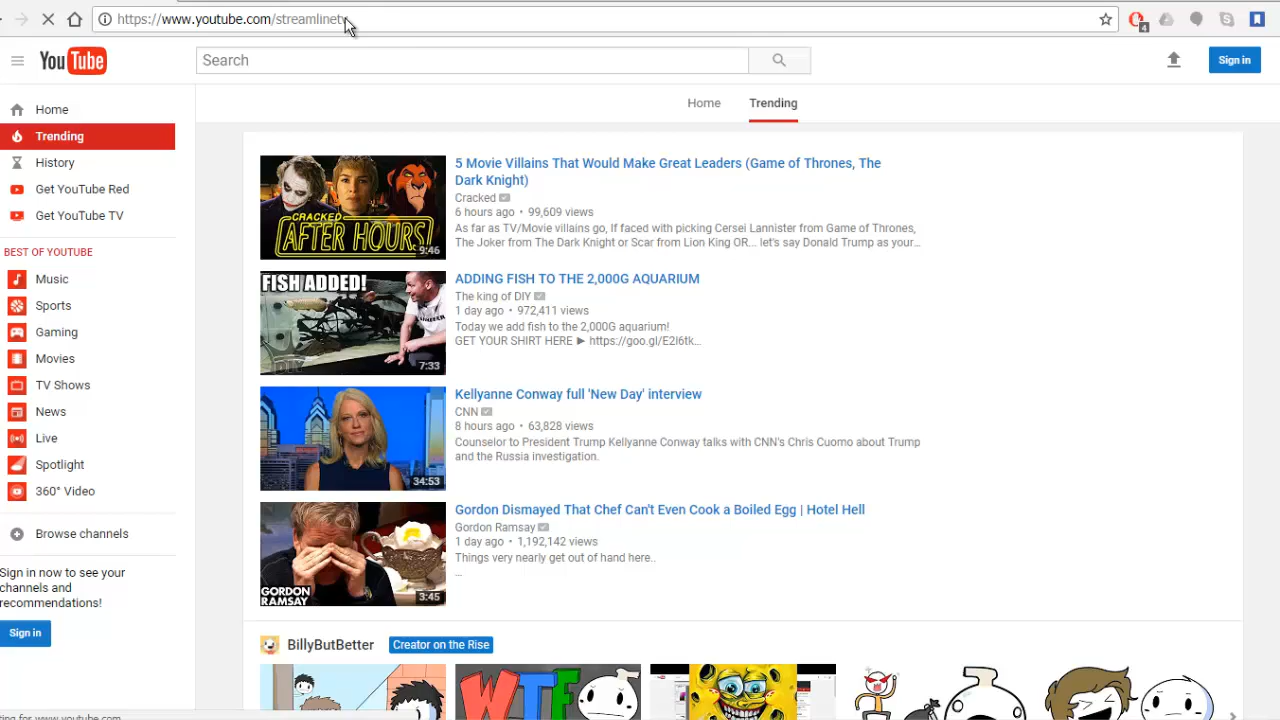 https://www.youtube.com/streamlinetv
4
YouTube
Search
Sign in
Home
Trending
History
Get YouTube Red
Get YouTube TV
BEST OF YOUTUBE
Music
Sports
Gaming
Movies
TV Shows
News
Live
Spotlight
360° Video
Browse channels
Sign in now to see your
channels and
recommendations!
Sign in
Home Trending
CRACKED
AFTER HOURS
9:46
5 Movie Villains That Would Make Great Leaders (Game of Thrones, The
Dark Knight)
Cracked
6 hours ago • 99,609 views
As far as TV/Movie villains go, If faced with picking Cersei Lannister from Game of Thrones,
The Joker from The Dark Knight or Scar from Lion King OR... let's say Donald Trump as your...
FISH ADDED!
DIY
7:33
ADDING FISH TO THE 2,000G AQUARIUM
The king of DIY
1 day ago • 972,411 views
Today we add fish to the 2,000G aquarium!
GET YOUR SHIRT HERE ► https://goo.gl/E2I6tk...
34:53
Kellyanne Conway full 'New Day' interview
CNN
8 hours ago • 63,828 views
Counselor to President Trump Kellyanne Conway talks with CNN's Chris Cuomo about Trump
and the Russia investigation.
GORDON
RAMSAY
3:45
Gordon Dismayed That Chef Can't Even Cook a Boiled Egg | Hotel Hell
Gordon Ramsay
1 day ago • 1,192,142 views
Things very nearly get out of hand here..
...
BillyButBetter Creator on the Rise
WTF
ting for www.youtube.com